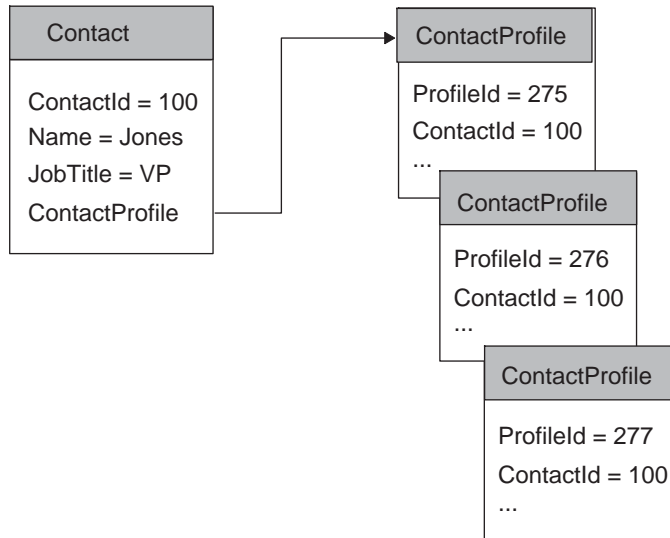 Contact
ContactId = 100
Name = Jones
JobTitle = VP
ContactProfile
ContactProfile
ProfileId = 275
ContactId = 100
...
ContactProfile
ProfileId = 276
ContactId = 100
...
ContactProfile
ProfileId = 277
ContactId = 100
...